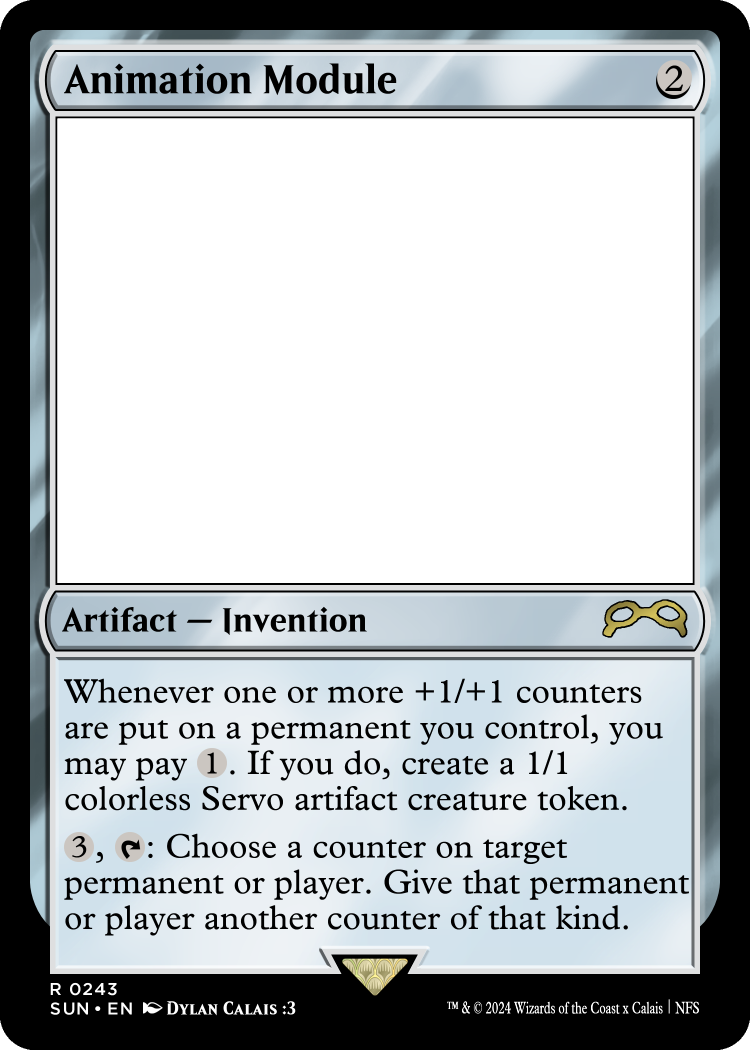 Animation Module 2
Artifact — Invention
Whenever one or more +1/+1 counters
are put on a permanent you control, you
may pay 1. If you do, create a 1/1
colorless Servo artifact creature token.
3, : Choose a counter on target
permanent or player. Give that permanent
or player another counter of that kind.
R 0243
SUN • EN Dylan Calais :3
™ & © 2024 Wizards of the Coast x Calais | NFS